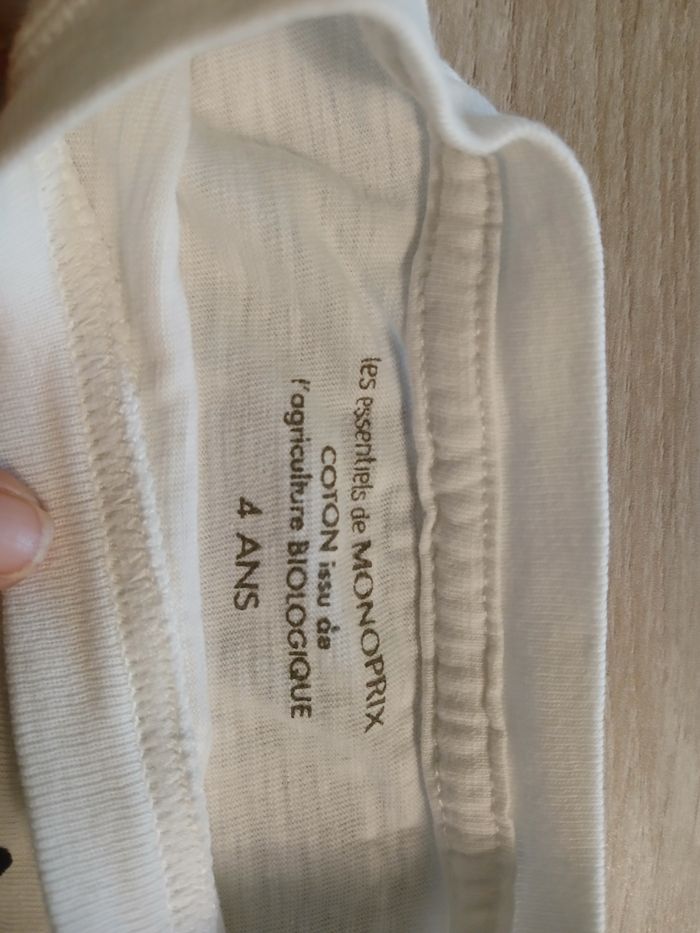 les essentiels de MONOPRIX
COTON issu de
l'agriculture BIOLOGIQUE
4 ANS